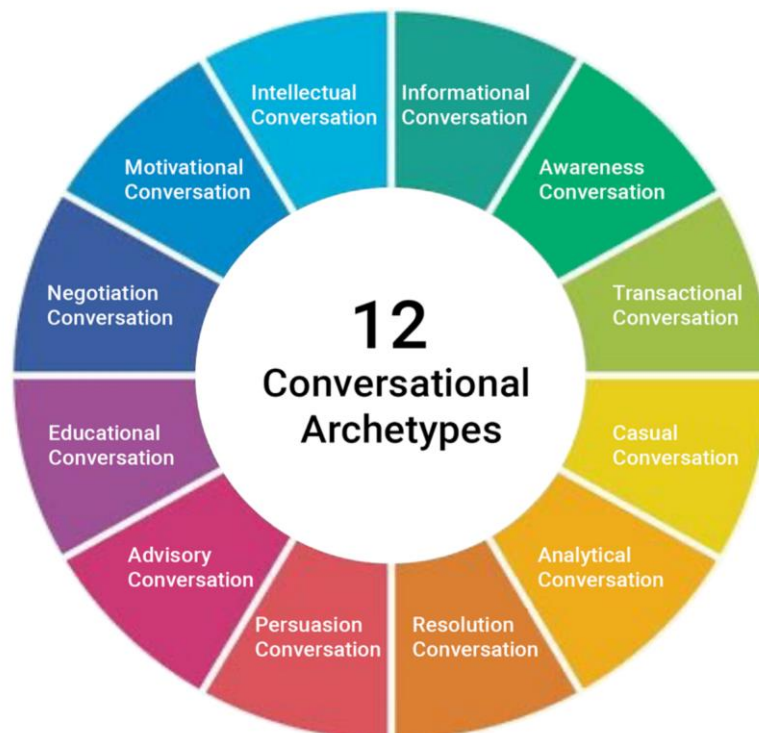 12
Conversational
Archetypes
Informational
Conversation
Awareness
Conversation
Transactional
Conversation
Casual
Conversation
Analytical
Conversation
Resolution
Conversation
Persuasion
Conversation
Advisory
Conversation
Educational
Conversation
Negotiation
Conversation
Motivational
Conversation
Intellectual
Conversation